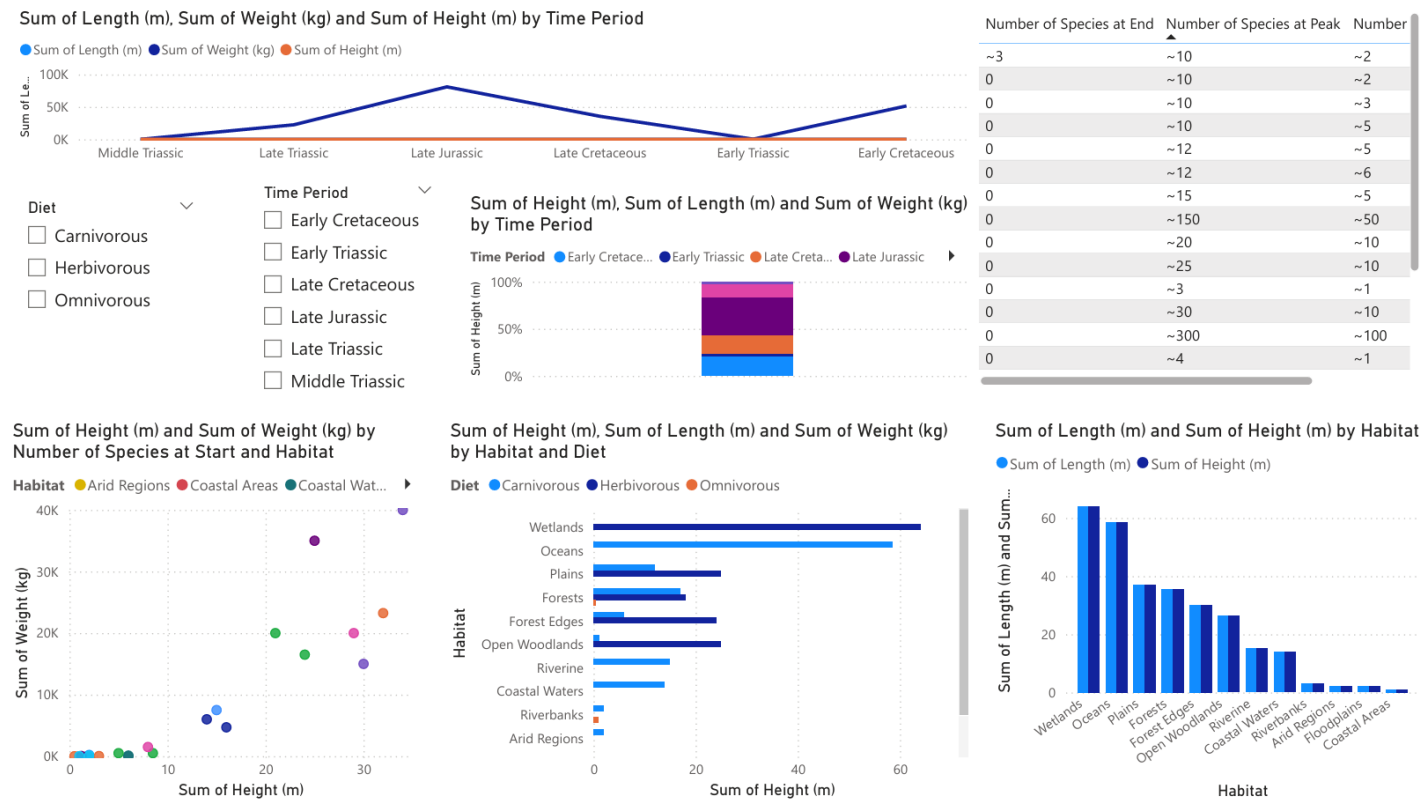 Sum of Length (m), Sum of Weight (kg) and Sum of Height (m) by Time Period
Sum of Length (m) Sum of Weight (kg) Sum of Height (m)
Sum of Le...
100K
50K
0K
Middle Triassic Late Triassic Late Jurassic Late Cretaceous Early Triassic Early Cretaceous
Number of Species at End Number of Species at Peak Number
~3 ~10 ~2
0 ~10 ~2
0 ~10 ~3
0 ~10 ~5
0 ~12 ~5
0 ~12 ~6
0 ~15 ~5
0 ~150 ~50
0 ~20 ~10
0 ~25 ~10
0 ~3 ~1
0 ~30 ~10
0 ~300 ~100
0 ~4 ~1
Diet
Carnivorous
Herbivorous
Omnivorous
Time Period
Early Cretaceous
Early Triassic
Late Cretaceous
Late Jurassic
Late Triassic
Middle Triassic
Sum of Height (m), Sum of Length (m) and Sum of Weight (kg)
by Time Period
Time Period Early Cretace... Early Triassic Late Creta... Late Jurassic
Sum of Height (m)
100%
50%
0%
Sum of Height (m) and Sum of Weight (kg) by
Number of Species at Start and Habitat
Habitat Arid Regions Coastal Areas Coastal Wat...
Sum of Weight (kg)
40K
30K
20K
10K
0K
0 10 20 30
Sum of Height (m)
Sum of Height (m), Sum of Length (m) and Sum of Weight (kg)
by Habitat and Diet
Diet Carnivorous Herbivorous Omnivorous
Habitat
Wetlands
Oceans
Plains
Forests
Forest Edges
Open Woodlands
Riverine
Coastal Waters
Riverbanks
Arid Regions
0 20 40 60
Sum of Height (m)
Sum of Length (m) and Sum of Height (m) by Habitat
Sum of Length (m) Sum of Height (m)
Sum of Length (m) and Sum...
60
40
20
0
Wetlands Oceans Plains Forests Forest Edges Open Woodlands Riverine Coastal Waters Riverbanks Arid Regions Floodplains Coastal Areas
Habitat